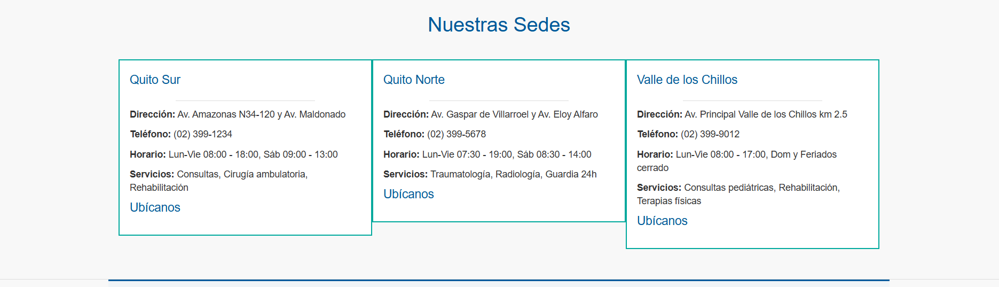 Nuestras Sedes
Quito Sur
Dirección: Av. Amazonas N34-120 y Av. Maldonado
Teléfono: (02) 399-1234
Horario: Lun-Vie 08:00 - 18:00, Sáb 09:00 - 13:00
Servicios: Consultas, Cirugía ambulatoria,
Rehabilitación
Ubícanos
Quito Norte
Dirección: Av. Gaspar de Villarroel y Av. Eloy Alfaro
Teléfono: (02) 399-5678
Horario: Lun-Vie 07:30 - 19:00, Sáb 08:30 - 14:00
Servicios: Traumatología, Radiología, Guardia 24h
Ubícanos
Valle de los Chillos
Dirección: Av. Principal Valle de los Chillos km 2.5
Teléfono: (02) 399-9012
Horario: Lun-Vie 08:00 - 17:00, Dom y Feriados
cerrado
Servicios: Consultas pediátricas, Rehabilitación,
Terapias físicas
Ubícanos